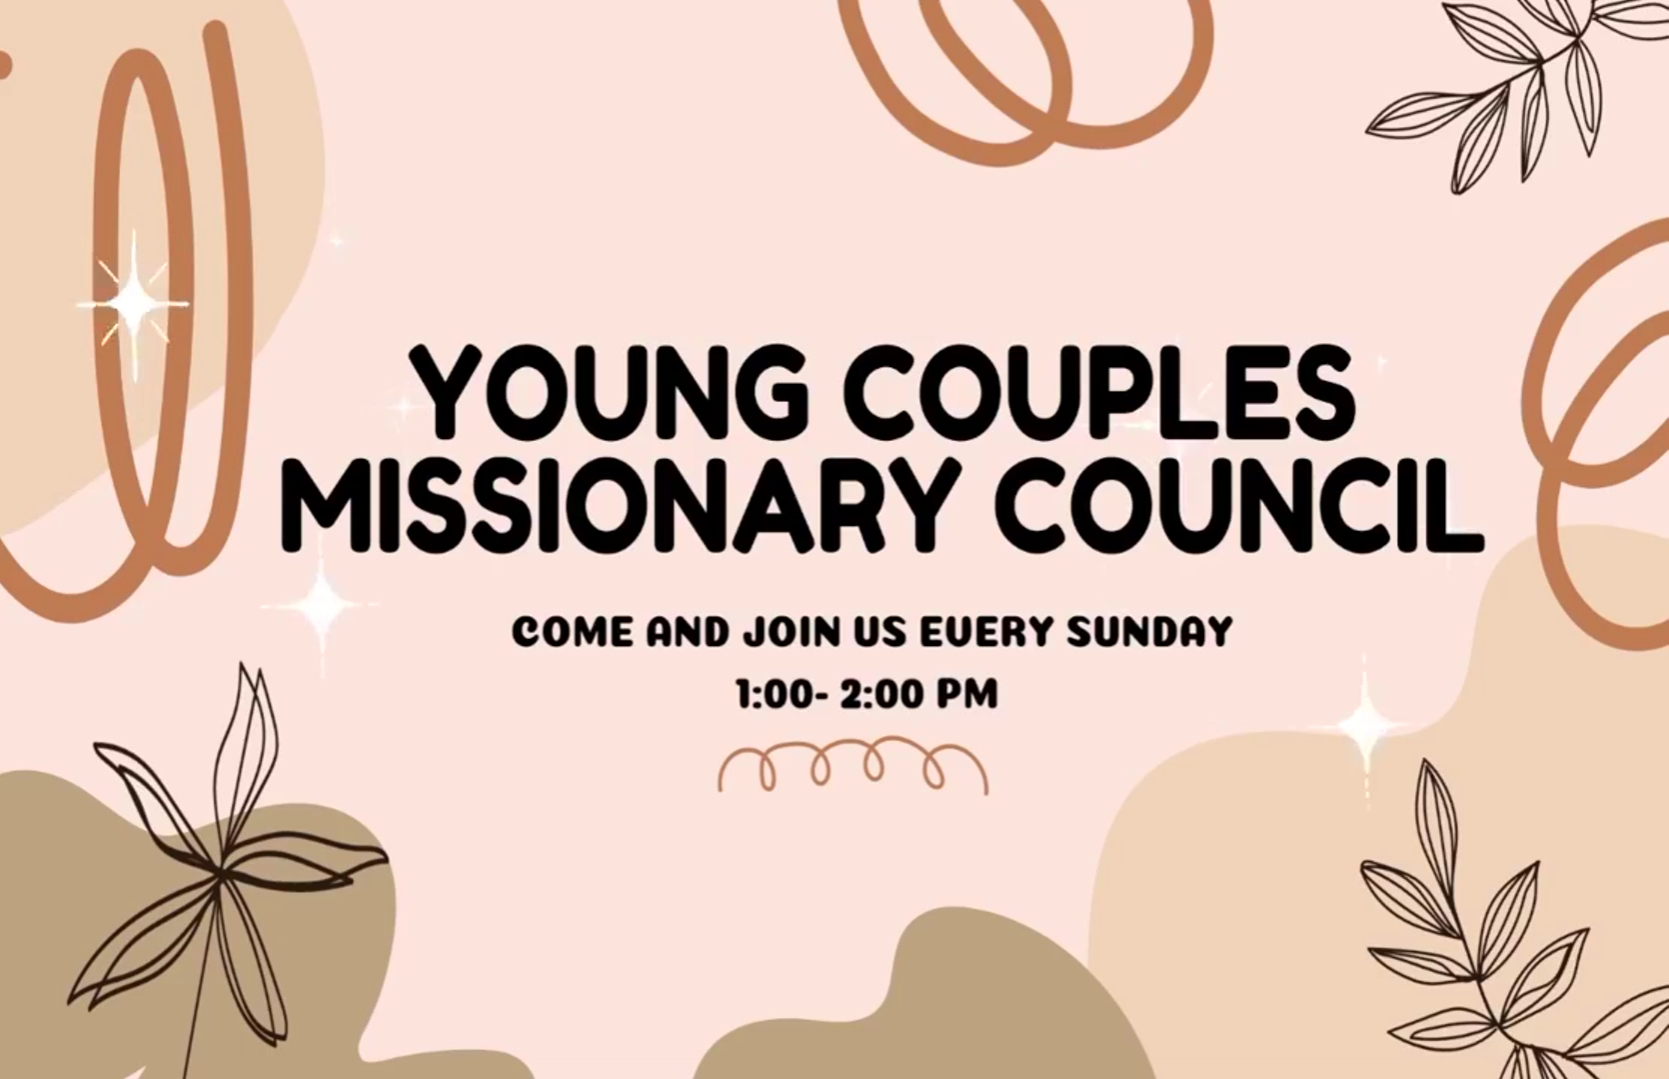 YOUNG COUPLES
MISSIONARY COUNCIL
COME AND JOIN US EVERY SUNDAY
1:00- 2:00 PM